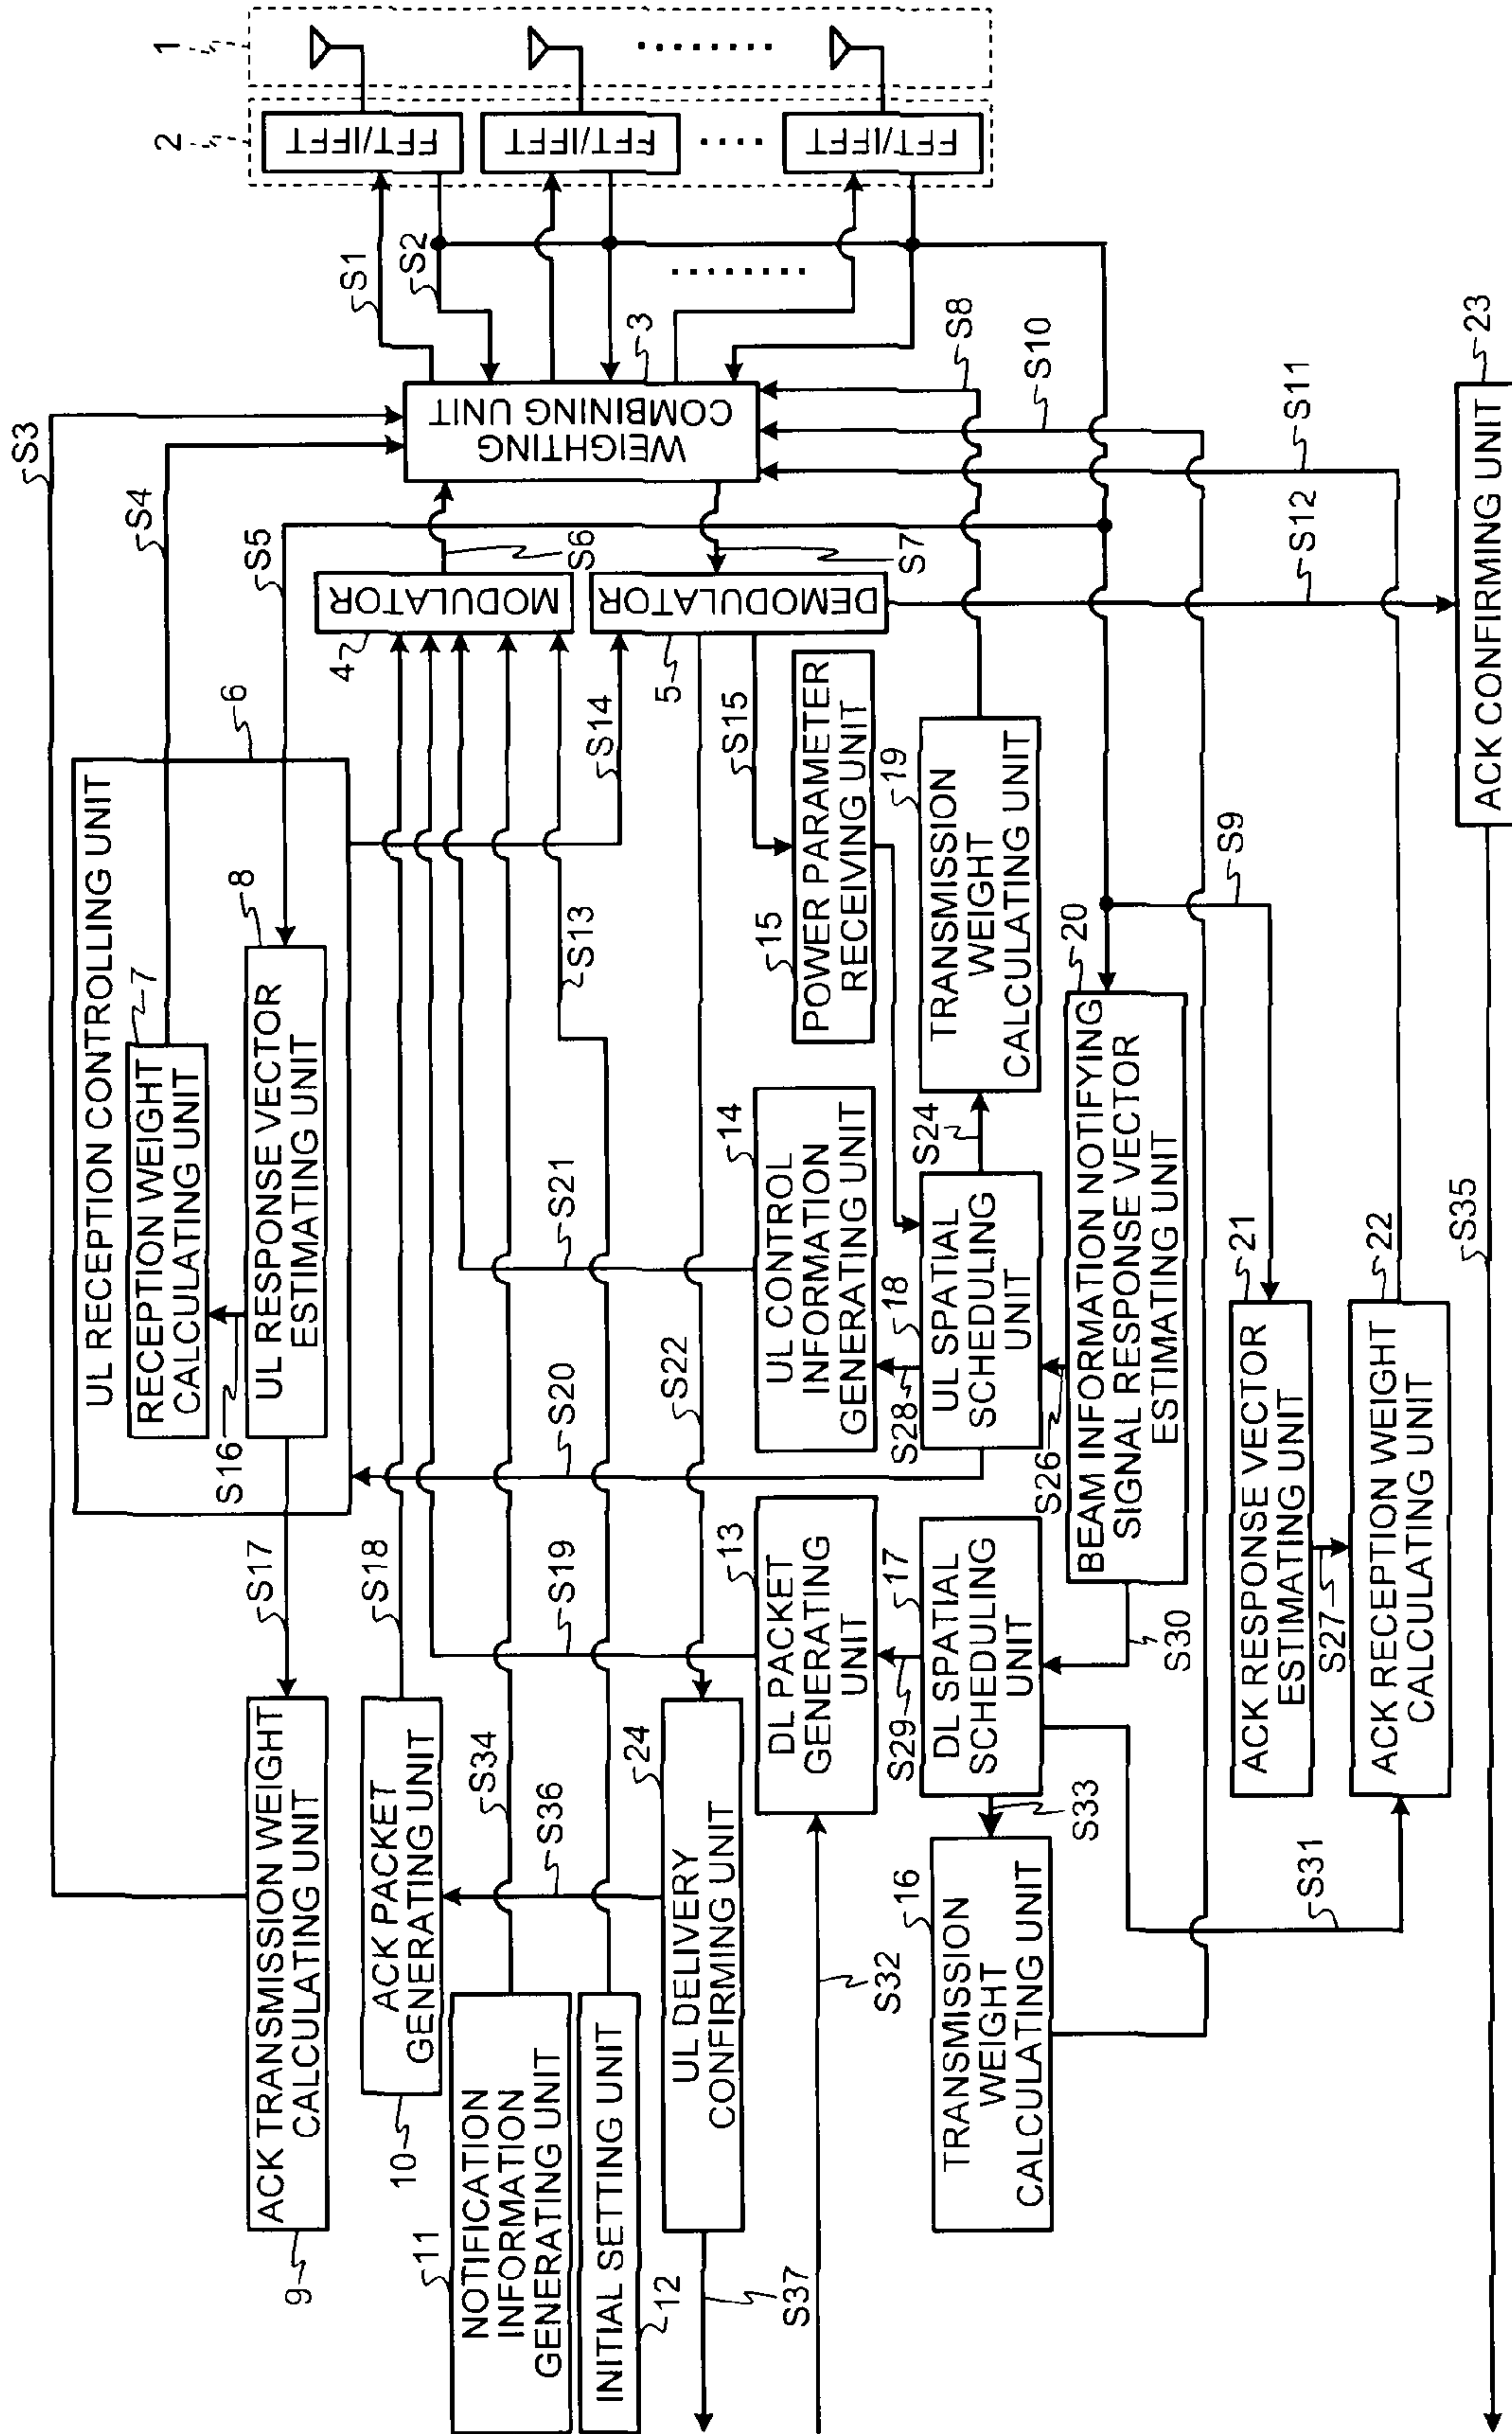 1
2
FFT/IFFT
FFT/IFFT
FFT/IFFT
S1
S2
S3
S4
S5
WEIGHTING
COMBINING UNIT
3
S8
S10
S11
S12
23
ACK CONFIRMING UNIT
S6
S7
MODULATOR
4
DEMODULATOR
5
UL RECEPTION CONTROLLING UNIT
6
RECEPTION WEIGHT
CALCULATING UNIT
7
UL RESPONSE VECTOR
ESTIMATING UNIT
8
S16
S14
S13
S15
POWER PARAMETER
RECEIVING UNIT
15
TRANSMISSION
WEIGHT
CALCULATING UNIT
19
S9
S17
S18
S19
S20
S21
S22
UL CONTROL
INFORMATION
GENERATING UNIT
14
S28
18
UL SPATIAL
SCHEDULING
UNIT
S24
S26
BEAM INFORMATION NOTIFYING
SIGNAL RESPONSE VECTOR
ESTIMATING UNIT
20
ACK RESPONSE VECTOR
ESTIMATING UNIT
21
S27
ACK RECEPTION WEIGHT
CALCULATING UNIT
22
S35
DL PACKET
GENERATING
UNIT
13
S29
DL SPATIAL
SCHEDULING
UNIT
17
S30
S33
S31
ACK TRANSMISSION WEIGHT
CALCULATING UNIT
9
ACK PACKET
GENERATING UNIT
10
S34
S36
NOTIFICATION
INFORMATION
GENERATING UNIT
11
INITIAL SETTING UNIT
12
UL DELIVERY
CONFIRMING UNIT
24
S37
S32
TRANSMISSION
WEIGHT
CALCULATING UNIT
16